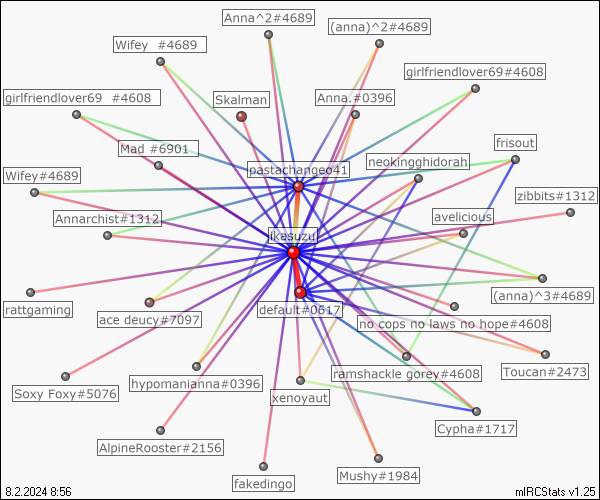 Anna^2#4689
(anna)^2#4689
Wifey  #4689
girlfriendlover69#4608
girlfriendlover69  #4608
Skalman
Anna.#0396
Mad #6901
frisout
pastachangeo41
neokingghidorah
Wifey#4689
zibbits#1312
Annarchist#1312
avelicious
ikasuzu
rattgaming
(anna)^3#4689
ace deucy#7097
default#0617
no cops no laws no hope#4608
Soxy Foxy#5076
hypomanianna#0396
ramshackle gorey#4608
Toucan#2473
xenoyaut
Cypha#1717
AlpineRooster#2156
Mushy#1984
fakedingo
8.2.2024 8:56
mIRCStats v1.25